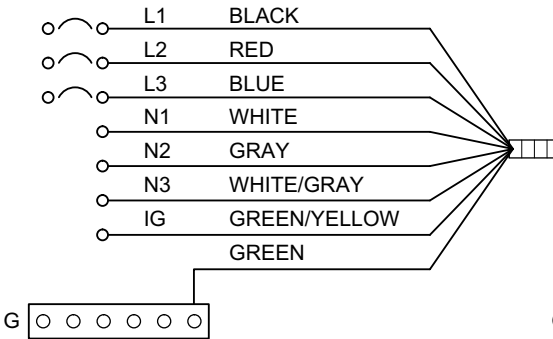 L1 BLACK
L2 RED
L3 BLUE
N1 WHITE
N2 GRAY
N3 WHITE/GRAY
IG GREEN/YELLOW
GREEN
G